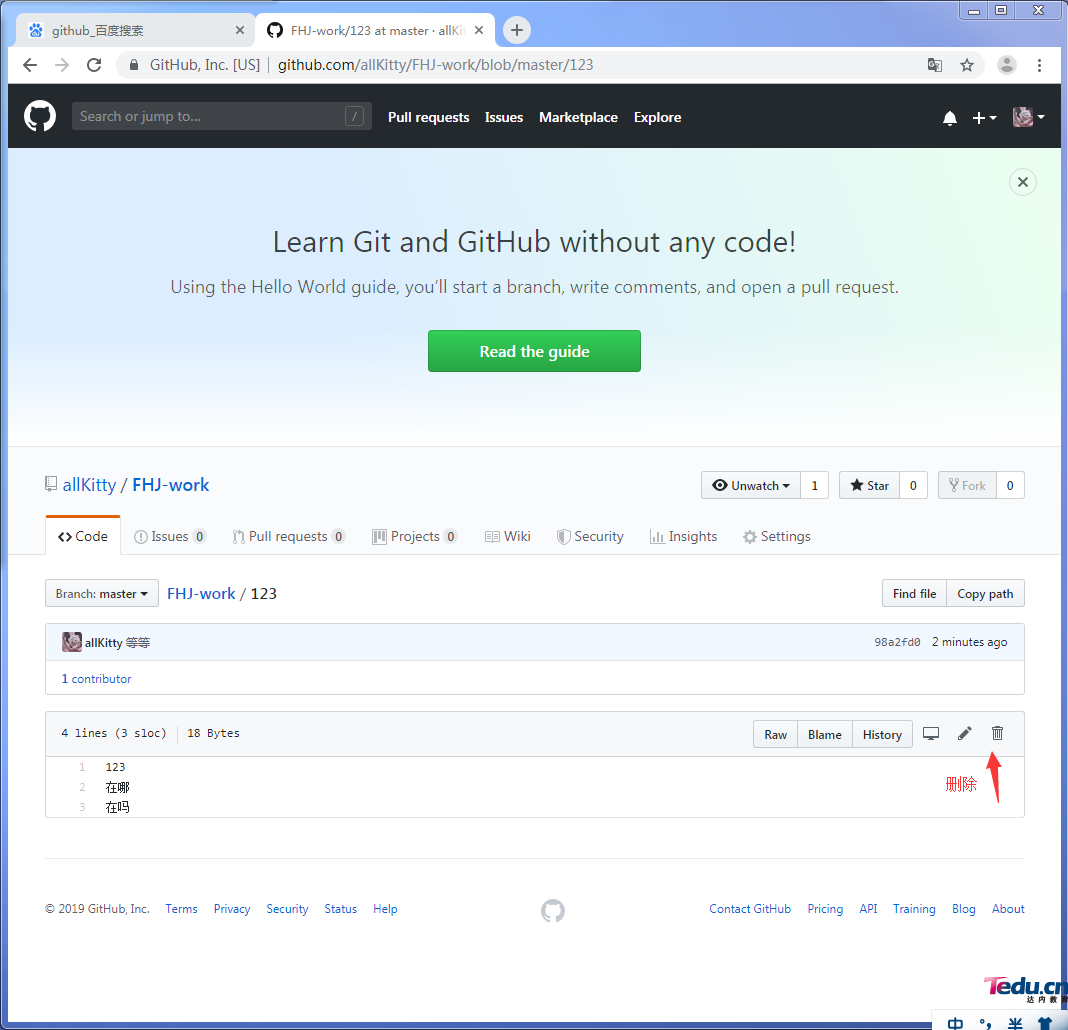 github_百度搜索
FHJ-work/123 at master · allKit
GitHub, Inc. [US] | github.com/allKitty/FHJ-work/blob/master/123
Search or jump to... /
Pull requests Issues Marketplace Explore
Learn Git and GitHub without any code!
Using the Hello World guide, you’ll start a branch, write comments, and open a pull request.
Read the guide
allKitty / FHJ-work
Unwatch 1 Star 0 Fork 0
Code Issues 0 Pull requests 0 Projects 0 Wiki Security Insights Settings
Branch: master FHJ-work / 123 Find file Copy path
allKitty 等等 98a2fd0 2 minutes ago
1 contributor
4 lines (3 sloc) 18 Bytes Raw Blame History
1 123
2 在哪
删除
3 在吗
© 2019 GitHub, Inc. Terms Privacy Security Status Help Contact GitHub Pricing API Training Blog About
Tedu.cn
达内教育
中 °, 半